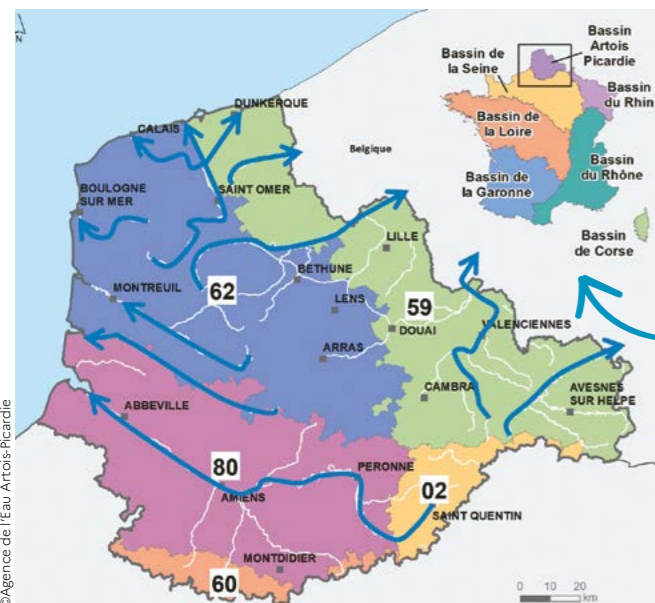 N
Bassin
Artois
Picardie
Bassin de
la Seine
Bassin
du Rhin
Bassin de
la Loire
Bassin
du Rhône
Bassin de
la Garonne
Bassin
de Corse
DUNKERQUE
CALAIS
Belgique
BOULOGNE
SUR MER
SAINT OMER
LILLE
BETHUNE
MONTREUIL
62
LENS
59
VALENCIENNES
DOUAI
ARRAS
CAMBRA
AVESNES
SUR HELPE
ABBEVILLE
80
PERONNE
02
AMIENS
SAINT QUENTIN
MONTDIDIER
60
0 10 20
km
©Agence de l'Eau Artois-Picardie